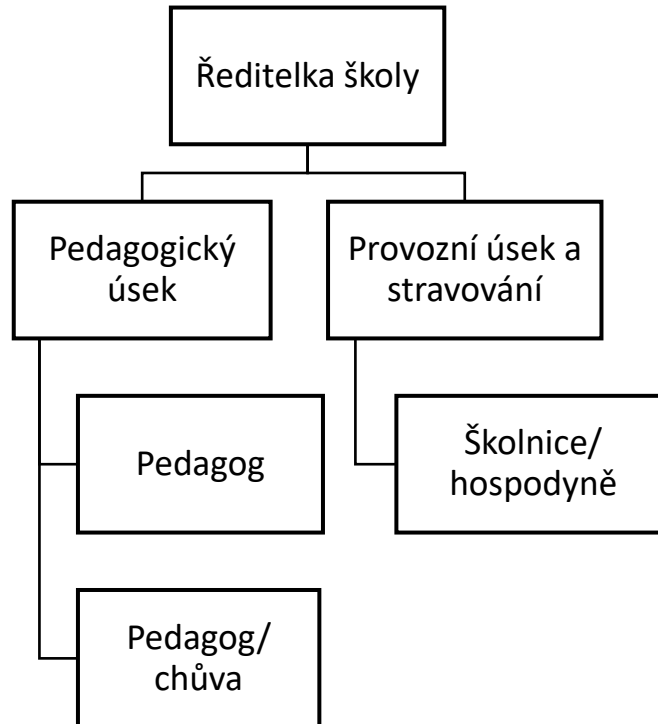 Ředitelka školy
Pedagogický
úsek
Provozní úsek a
stravování
Pedagog
Školnice/
hospodyně
Pedagog/
chůva